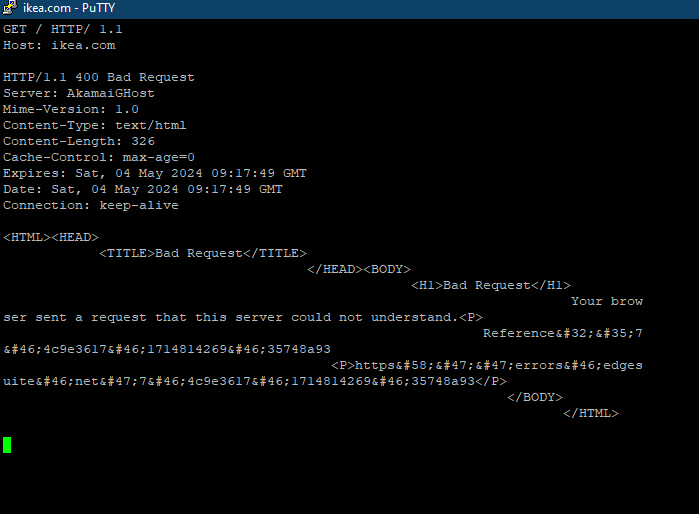 ikea.com - PuTTY
GET / HTTP/ 1.1
Host: ikea.com
HTTP/1.1 400 Bad Request
Server: AkamaiGHost
Mime-Version: 1.0
Content-Type: text/html
Content-Length: 326
Cache-Control: max-age=0
Expires: Sat, 04 May 2024 09:17:49 GMT
Date: Sat, 04 May 2024 09:17:49 GMT
Connection: keep-alive
<HTML><HEAD>
<TITLE>Bad Request</TITLE>
</HEAD><BODY>
<H1>Bad Request</H1>
Your brow
ser sent a request that this server could not understand.<P>
Reference&#32;&#35;7
&#46;4c9e3617&#46;1714814269&#46;35748a93
<P>https&#58;&#47;&#47;errors&#46;edges
uite&#46;net&#47;7&#46;4c9e3617&#46;1714814269&#46;35748a93</P>
</BODY>
</HTML>